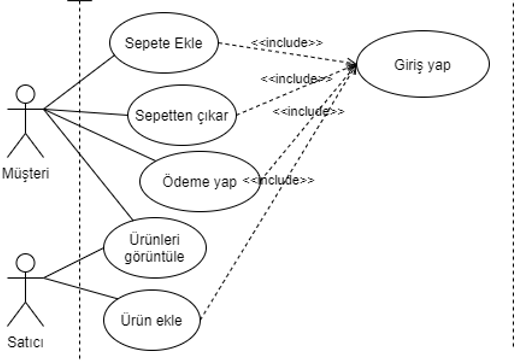 Sepete Ekle
<<include>>
Giriş yap
<<include>>
Sepetten çıkar
<<include>>
Müşteri
Ödeme yap
<<include>>
Ürünleri
görüntüle
Ürün ekle
Satıcı